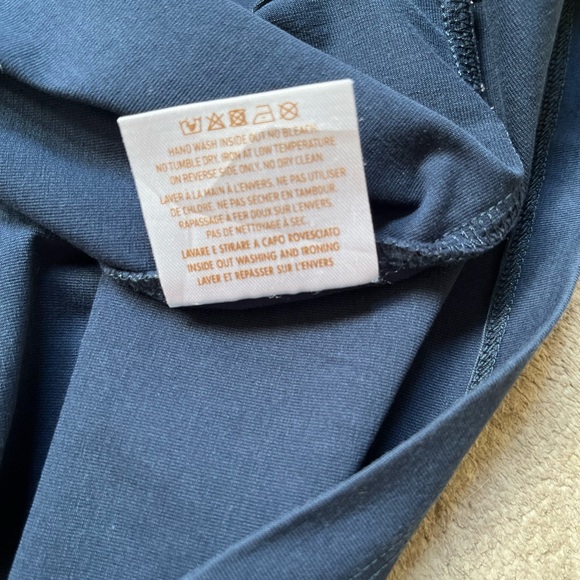 HAND WASH INSIDE OUT NO BLEACH,
NO TUMBLE DRY, IRON AT LOW TEMPERATURE
ON REVERSE SIDE ONLY, NO DRY CLEAN.
LAVER À LA MAIN À L'ENVERS. NE PAS UTILISER
DE CHLORE. NE PAS SÉCHER EN TAMBOUR.
RAPASSAGE À FER DOUX SUR L'ENVERS.
PAS DE NETTOYAGE À SEC.
LAVARE E STIRARE A CAPO ROVESCIATO
INSIDE OUT WASHING AND IRONING
LAVER ET REPASSER SUR L'ENVERS